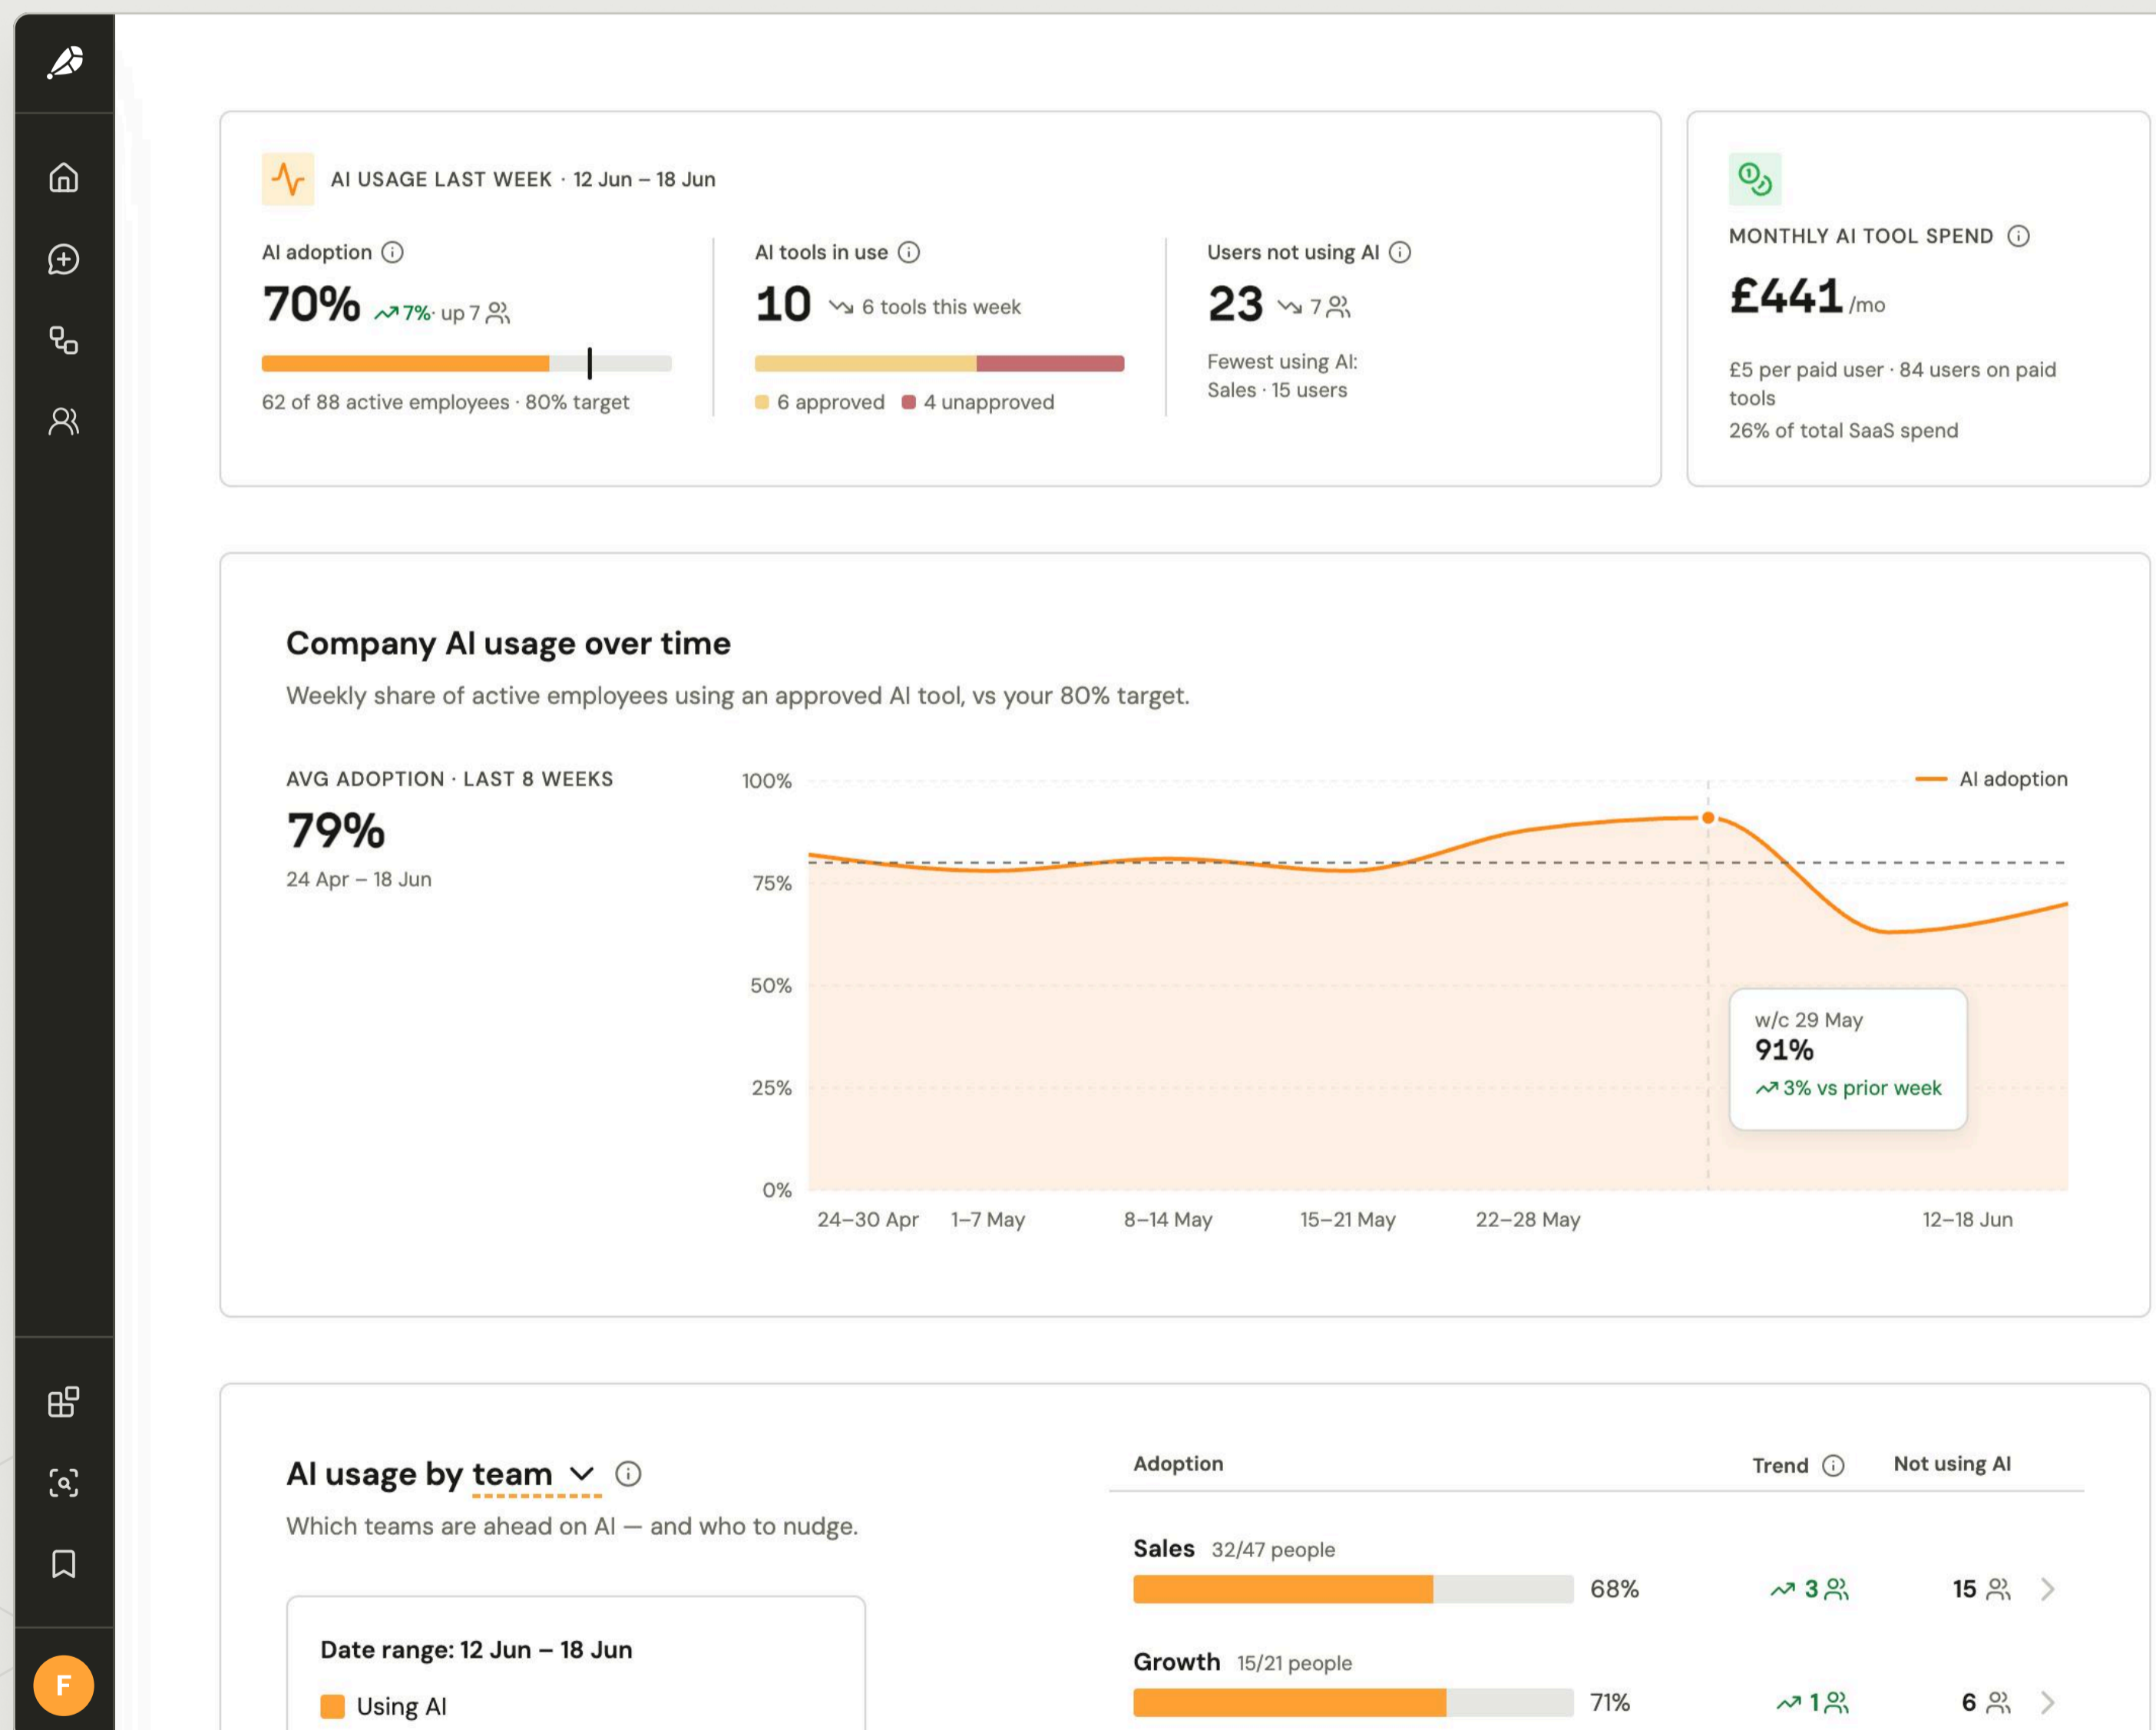 AI USAGE LAST WEEK · 12 Jun – 18 Jun
AI adoption
70% 7% · up 7
62 of 88 active employees · 80% target
AI tools in use
10 6 tools this week
6 approved 4 unapproved
Users not using AI
23 7
Fewest using AI:
Sales · 15 users
MONTHLY AI TOOL SPEND
£441 /mo
£5 per paid user · 84 users on paid
tools
26% of total SaaS spend
Company AI usage over time
Weekly share of active employees using an approved AI tool, vs your 80% target.
AVG ADOPTION · LAST 8 WEEKS
79%
24 Apr – 18 Jun
AI adoption
100%
75%
50%
25%
0%
w/c 29 May
91%
3% vs prior week
24–30 Apr 1–7 May 8–14 May 15–21 May 22–28 May 12–18 Jun
AI usage by team
Which teams are ahead on AI — and who to nudge.
Date range: 12 Jun – 18 Jun
Using AI
Adoption Trend Not using AI
Sales 32/47 people
68% 3 15
Growth 15/21 people
71% 1 6
F